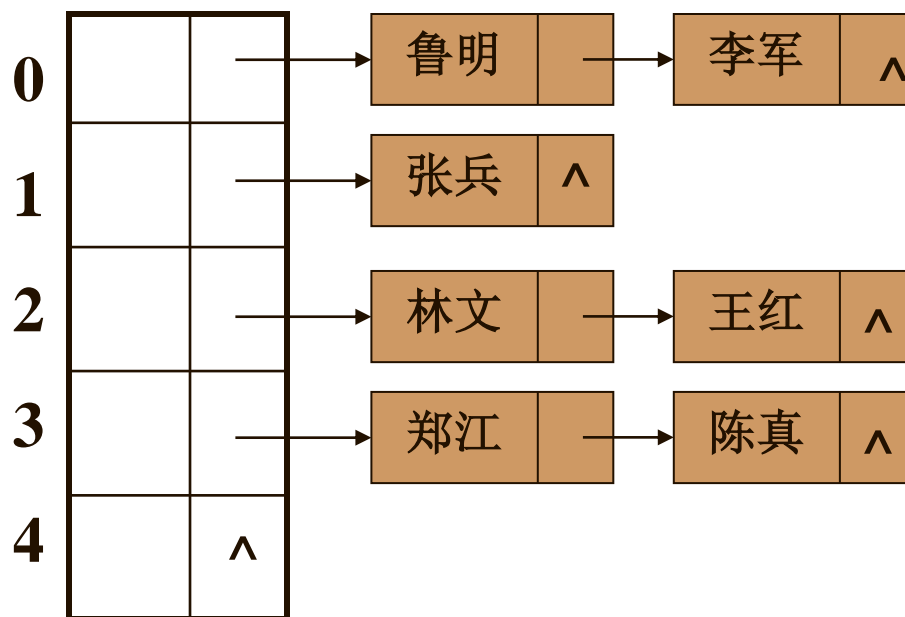 0 鲁明 李军 ^
1 张兵 ^
2 林文 王红 ^
3 郑江 陈真 ^
4 ^